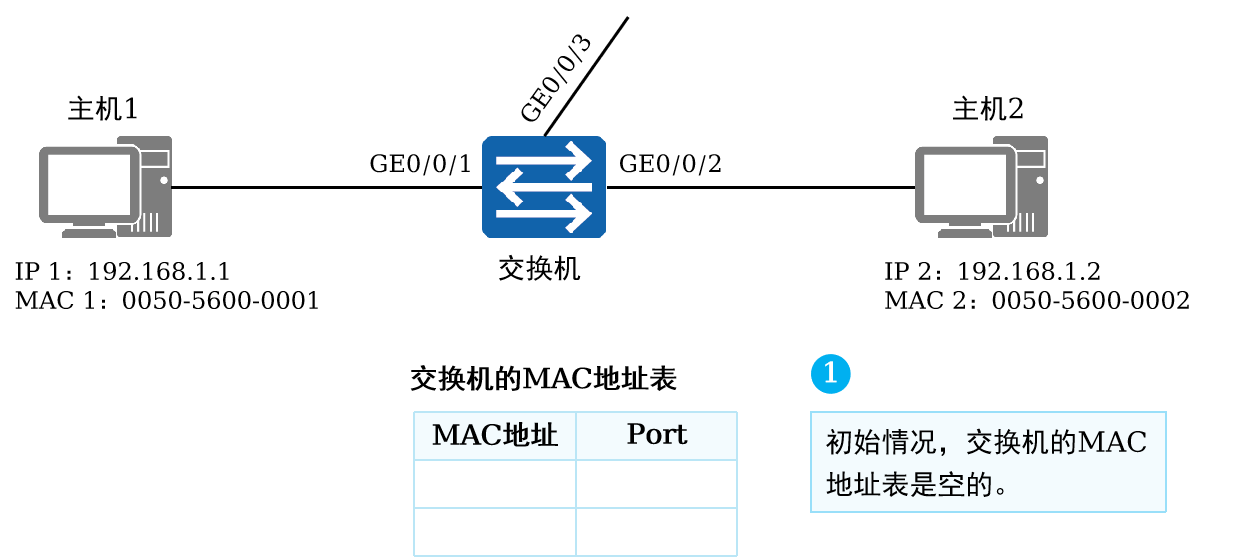 GE0/0/3
主机1
主机2
GE0/0/1
GE0/0/2
交换机
IP 1：192.168.1.1
MAC 1：0050-5600-0001
IP 2：192.168.1.2
MAC 2：0050-5600-0002
交换机的MAC地址表
MAC地址 Port
1
初始情况，交换机的MAC
地址表是空的。